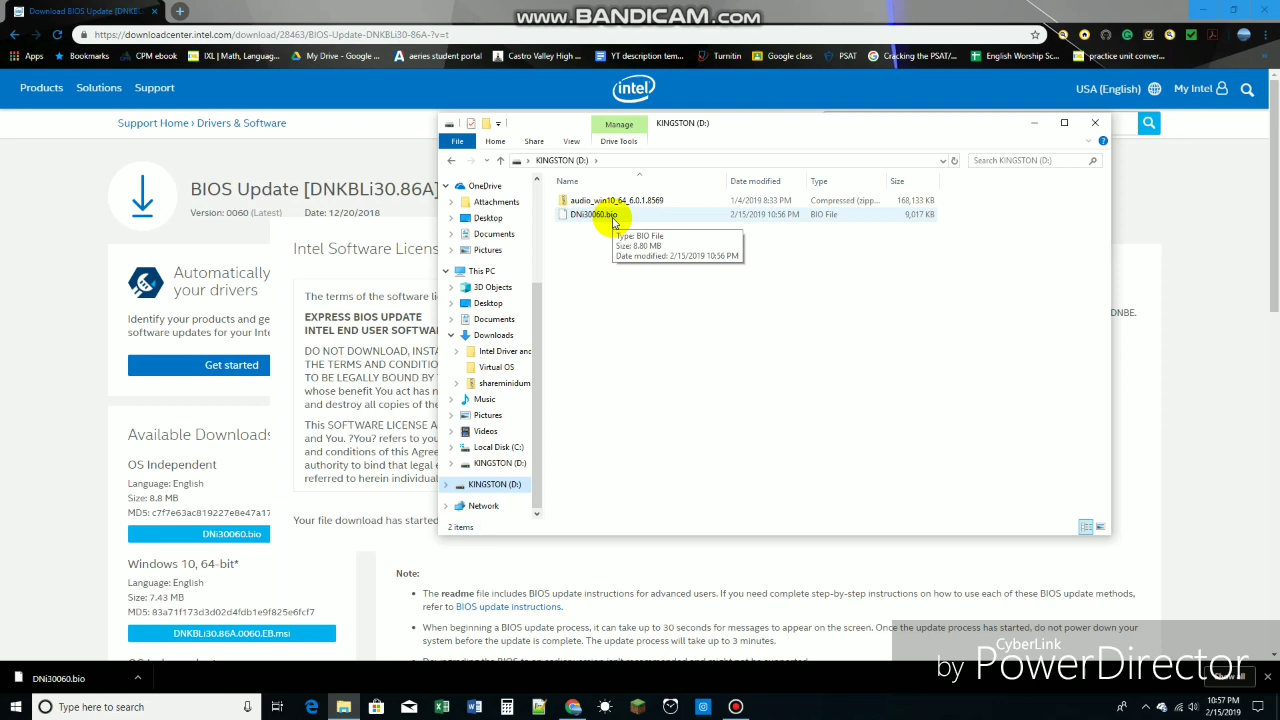 Download BIOS Update [DNK
www.BANDICAM.com
https://downloadcenter.intel.com/download/28463/BIOS-Update-DNKBLi30-86A-?v=t
Apps
Bookmarks
CPM ebook
IXL | Math, Languag...
My Drive - Google ...
aeries student portal
Castro Valley High ...
YT description tem...
Turnitin
Google class
PSAT
Cracking the PSAT/...
English Worship Sc...
practice unit conver...
Products
Solutions
Support
intel
USA (English)
My Intel
Support Home › Drivers & Software
Manage
KINGSTON (D:)
File
Home
Share
View
Drive Tools
KINGSTON (D:)
Search KINGSTON (D:)
OneDrive
Attachments
Desktop
Documents
Pictures
This PC
3D Objects
Desktop
Documents
Downloads
Intel Driver and
Virtual OS
shareminidum
Music
Pictures
Videos
Local Disk (C:)
KINGSTON (D:)
KINGSTON (D:)
Network
Name
Date modified
Type
Size
audio_win10_64_6.0.1.8569
1/4/2019 8:33 PM
Compressed (zipp...
168,133 KB
DNi30060.bio
2/15/2019 10:56 PM
BIO File
9,017 KB
Type: BIO File
Size: 8.80 MB
Date modified: 2/15/2019 10:56 PM
2 items
BIOS Update [DNKBLi30.86A]
Version: 0060 (Latest)
Date: 12/20/2018
Automatically
your drivers
Identify your products and ge
software updates for your Inte
Get started
Available Downloads
OS Independent
Language: English
Size: 8.8 MB
MD5: c7f7e63ac819227e8e47a17
DNi30060.bio
Windows 10, 64-bit*
Language: English
Size: 7.43 MB
MD5: 83a71f173d3d02d4fdb1e9f825e6fcf7
DNKBLi30.86A.0060.EB.msi
Intel Software Licens
The terms of the software li
EXPRESS BIOS UPDATE
INTEL END USER SOFTWAR
DO NOT DOWNLOAD, INSTA
THE TERMS AND CONDITIO
TO BE LEGALLY BOUND BY
whose benefit You act has n
and destroy all copies of the
This SOFTWARE LICENSE A
and You. ?You? refers to you
and conditions of this Agree
authority to bind that legal e
referred to herein individual
Your file download has started
DNBE.
Note:
The readme file includes BIOS update instructions for advanced users. If you need complete step-by-step instructions on how to use each of these BIOS update methods,
refer to BIOS update instructions.
When beginning a BIOS update process, it can take up to 30 seconds for messages to appear on the screen. Once the update process has started, do not power down your
system before the update is complete. The update process will take up to 3 minutes.
CyberLink
by PowerDirector
DNi30060.bio
Show all
Type here to search
10:57 PM
2/15/2019